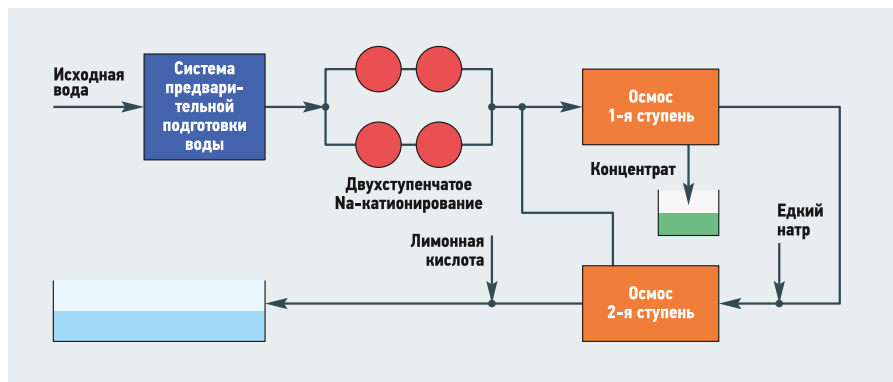 Исходная
вода
Система
предвари-
тельной
подготовки
воды
Двухступенчатое
Na-катионирование
Осмос
1-я ступень
Концентрат
Едкий
натр
Лимонная
кислота
Осмос
2-я ступень